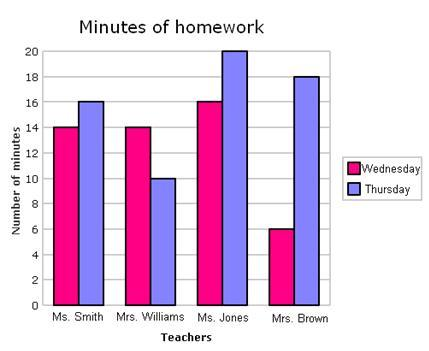 Minutes of homework
Number of minutes
20
18
16
14
12
10
8
6
4
2
0
Ms. Smith
Mrs. Williams
Ms. Jones
Mrs. Brown
Teachers
Wednesday
Thursday